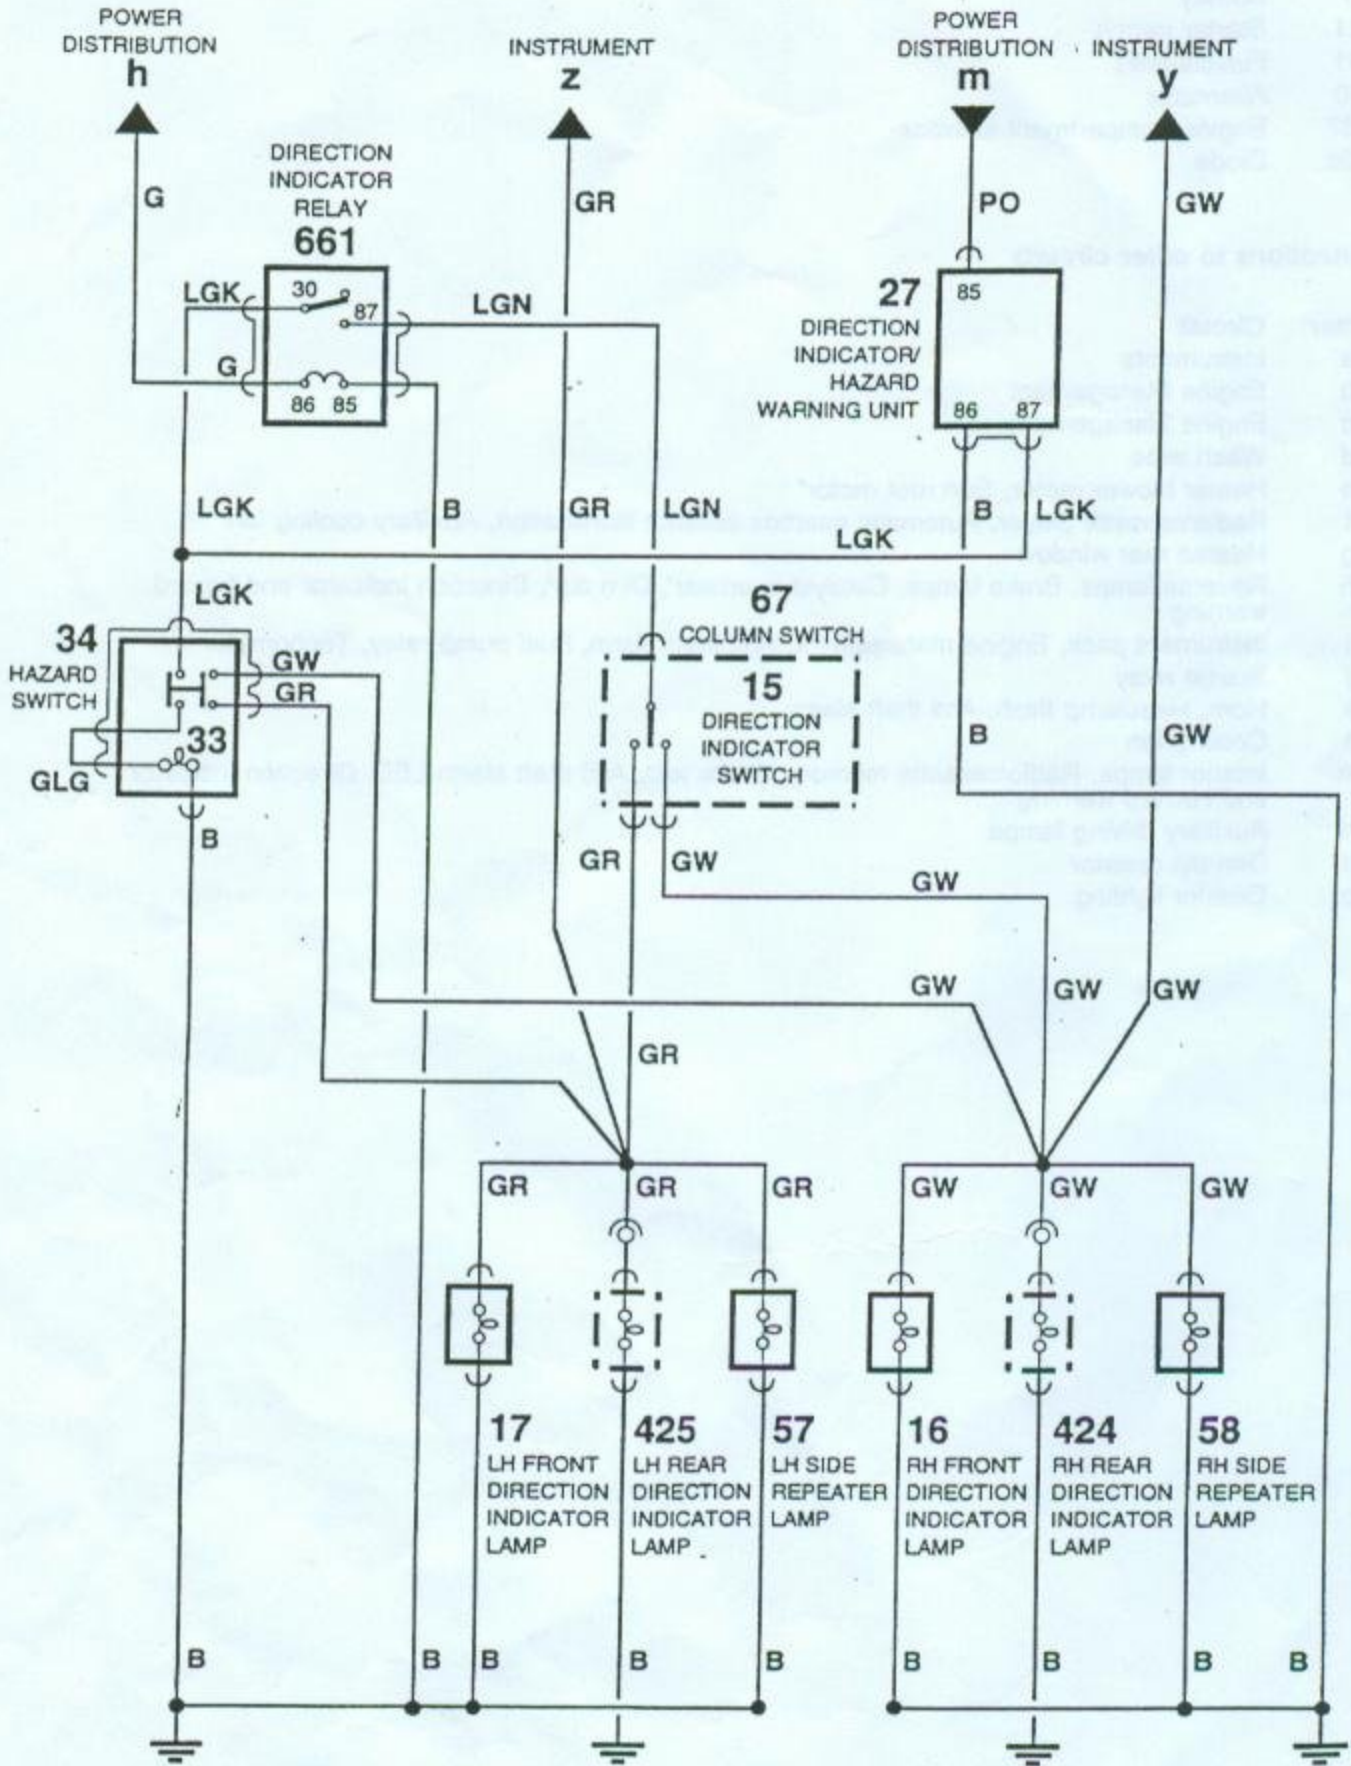 POWER
DISTRIBUTION
h
INSTRUMENT
z
POWER
DISTRIBUTION
m
INSTRUMENT
y
G
DIRECTION
INDICATOR
RELAY
661
GR
PO
GW
LGK
30
87
LGN
G
86 85
27
DIRECTION
INDICATOR/
HAZARD
WARNING UNIT
85
86 87
LGK
B
GR
LGN
B
LGK
LGK
LGK
34
HAZARD
SWITCH
GW
GR
33
GLG
B
67
COLUMN SWITCH
15
DIRECTION
INDICATOR
SWITCH
B
GW
GR
GW
GW
GW
GW
GW
GR
GR
GR
GR
GW
GW
GW
17
LH FRONT
DIRECTION
INDICATOR
LAMP
425
LH REAR
DIRECTION
INDICATOR
LAMP
57
LH SIDE
REPEATER
LAMP
16
RH FRONT
DIRECTION
INDICATOR
LAMP
424
RH REAR
DIRECTION
INDICATOR
LAMP
58
RH SIDE
REPEATER
LAMP
B
B
B
B
B
B
B
B
B